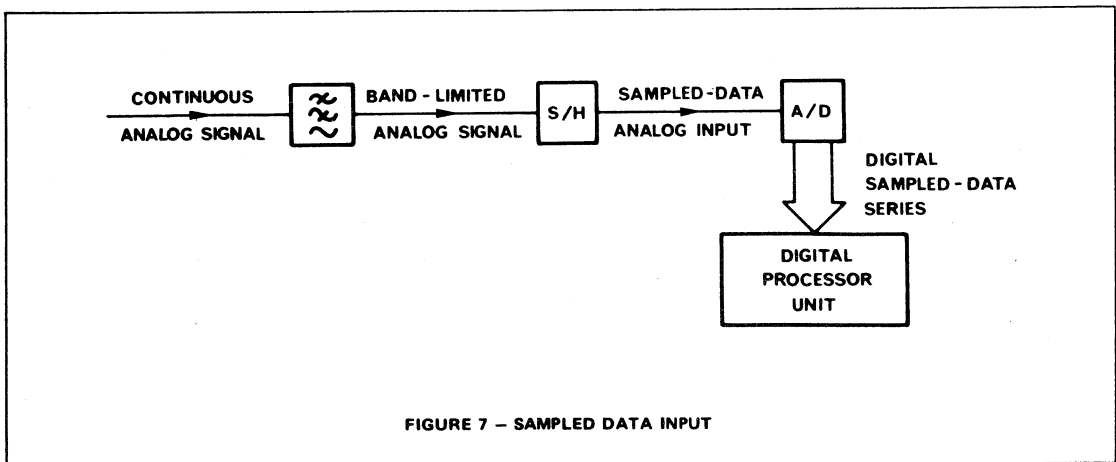 CONTINUOUS
ANALOG SIGNAL
BAND - LIMITED
ANALOG SIGNAL
S/H
SAMPLED-DATA
ANALOG INPUT
A/D
DIGITAL
SAMPLED - DATA
SERIES
DIGITAL
PROCESSOR
UNIT
FIGURE 7 – SAMPLED DATA INPUT